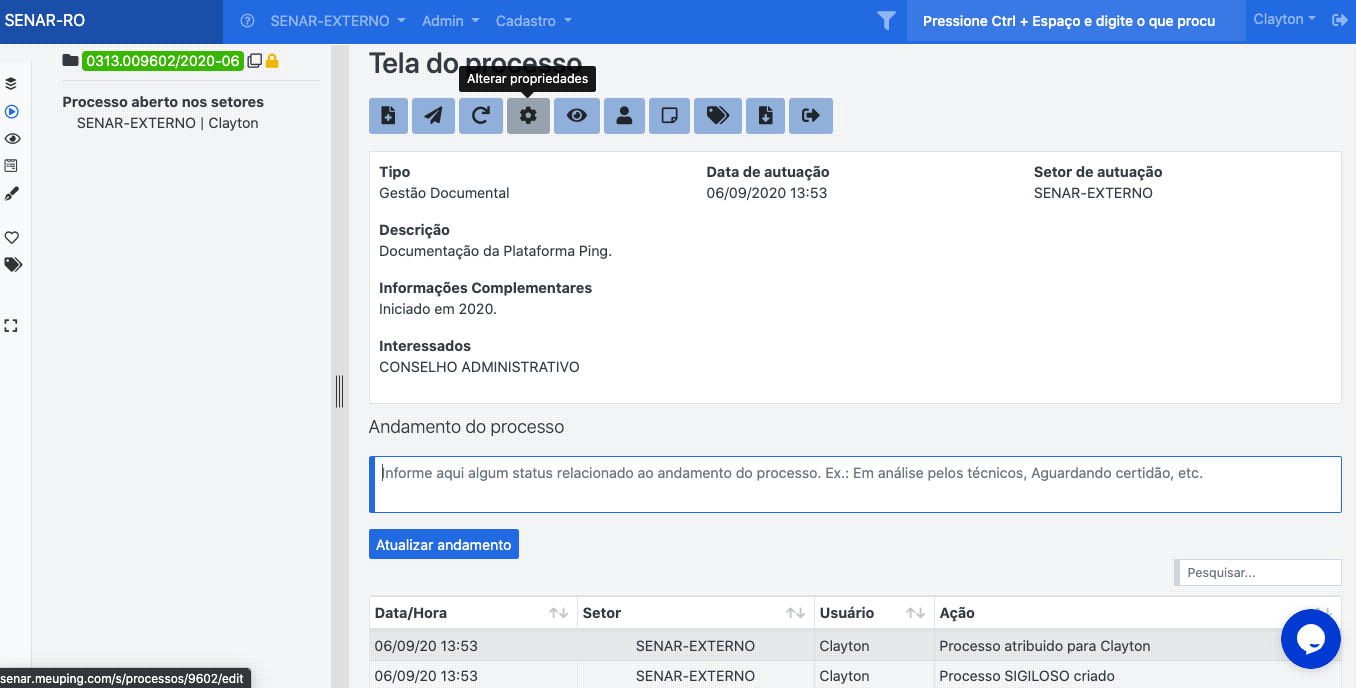 SENAR-RO
SENAR-EXTERNO
Admin
Cadastro
Pressione Ctrl + Espaço e digite o que procu
Clayton
0313.009602/2020-06
Processo aberto nos setores
SENAR-EXTERNO | Clayton
Tela do processo
Alterar propriedades
Tipo
Gestão Documental
Data de autuação
06/09/2020 13:53
Setor de autuação
SENAR-EXTERNO
Descrição
Documentação da Plataforma Ping.
Informações Complementares
Iniciado em 2020.
Interessados
CONSELHO ADMINISTRATIVO
Andamento do processo
Informe aqui algum status relacionado ao andamento do processo. Ex.: Em análise pelos técnicos, Aguardando certidão, etc.
Atualizar andamento
Pesquisar...
Data/Hora Setor Usuário Ação
06/09/20 13:53 SENAR-EXTERNO Clayton Processo atribuido para Clayton
06/09/20 13:53 SENAR-EXTERNO Clayton Processo SIGILOSO criado
senar.meuping.com/s/processos/9602/edit